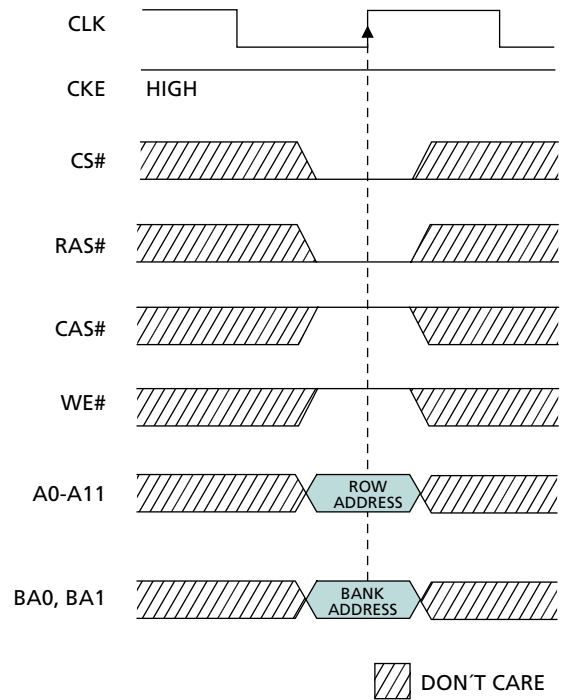 CLK
CKE HIGH
CS#
RAS#
CAS#
WE#
A0-A11 ROW
ADDRESS
BA0, BA1 BANK
ADDRESS
DON´T CARE